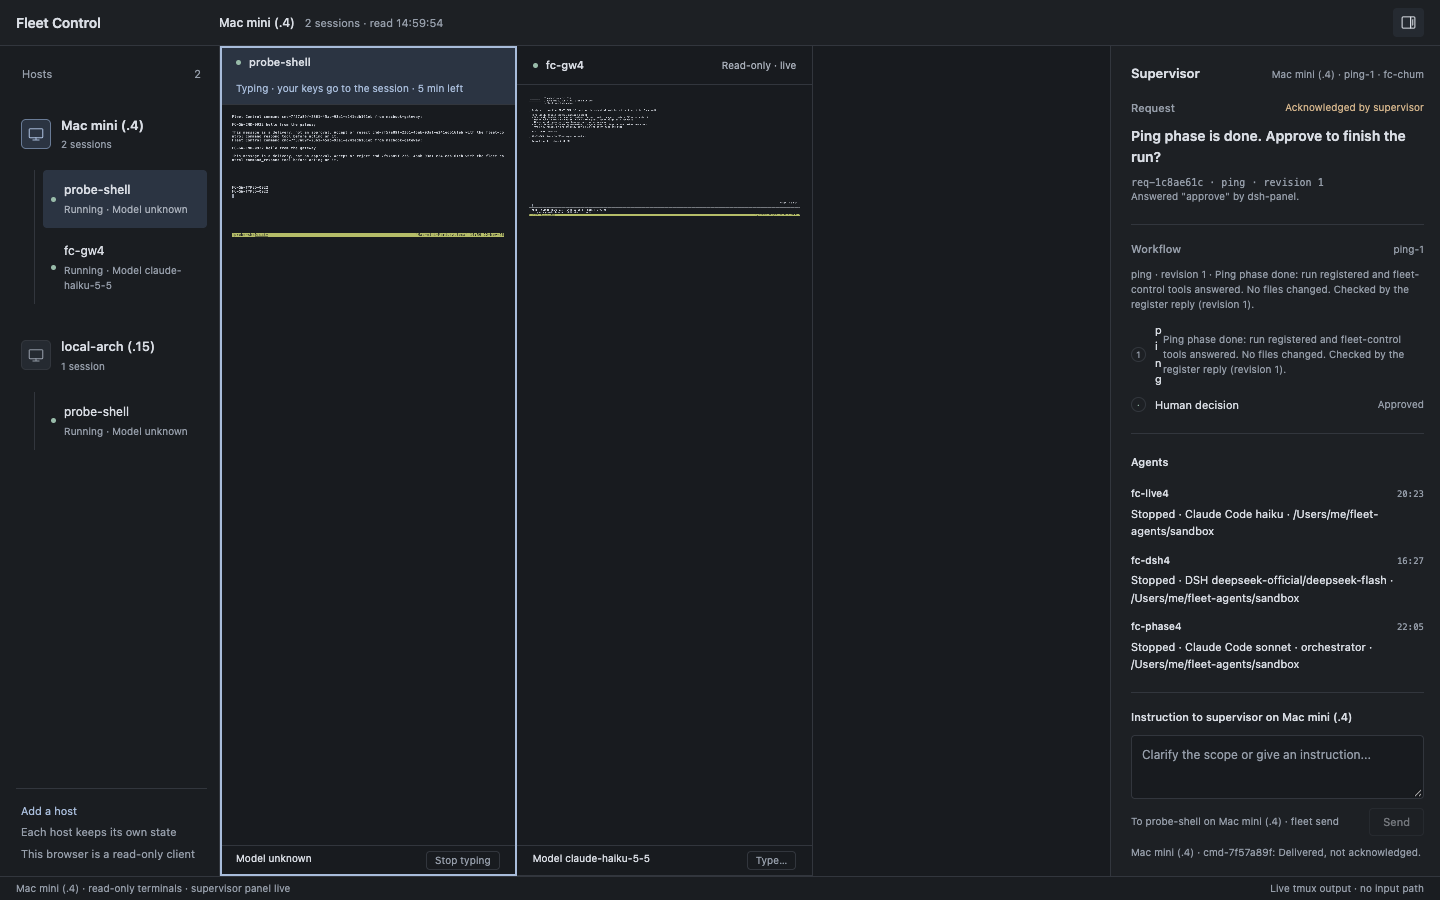 Fleet Control
Mac mini (.4) 2 sessions · read 14:59:54
Hosts 2
Mac mini (.4)
2 sessions
probe-shell
Running · Model unknown
fc-gw4
Running · Model claude-
haiku-5-5
local-arch (.15)
1 session
probe-shell
Running · Model unknown
Add a host
Each host keeps its own state
This browser is a read-only client
probe-shell
Typing · your keys go to the session · 5 min left
Model unknown
Stop typing
fc-gw4
Read-only · live
Model claude-haiku-5-5
Type...
Supervisor
Mac mini (.4) · ping-1 · fc-chum
Request
Acknowledged by supervisor
Ping phase is done. Approve to finish the
run?
req-1c8ae61c · ping · revision 1
Answered "approve" by dsh-panel.
Workflow
ping-1
ping · revision 1 · Ping phase done: run registered and fleet-
control tools answered. No files changed. Checked by the
register reply (revision 1).
1
ping
Ping phase done: run registered and fleet-control
tools answered. No files changed. Checked by the
register reply (revision 1).
Human decision
Approved
Agents
fc-live4 20:23
Stopped · Claude Code haiku · /Users/me/fleet-
agents/sandbox
fc-dsh4 16:27
Stopped · DSH deepseek-official/deepseek-flash ·
/Users/me/fleet-agents/sandbox
fc-phase4 22:05
Stopped · Claude Code sonnet · orchestrator ·
/Users/me/fleet-agents/sandbox
Instruction to supervisor on Mac mini (.4)
Clarify the scope or give an instruction...
To probe-shell on Mac mini (.4) · fleet send
Send
Mac mini (.4) · cmd-7f57a89f: Delivered, not acknowledged.
Mac mini (.4) · read-only terminals · supervisor panel live
Live tmux output · no input path